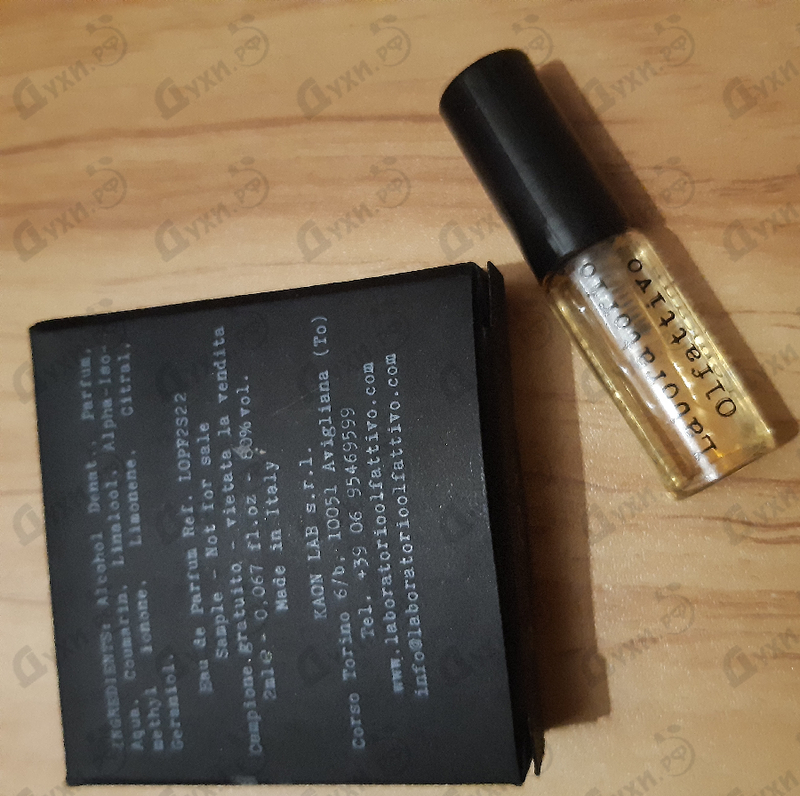 INGREDIENTS: Alcohol Denat., Parfum,
Aqua, Coumarin, Linalool, Alpha-Iso-
methyl ionone, Limonene, Citral,
Geraniol.
Eau de Parfum Ref. LOPP2S22
Sample - Not for sale
Campione gratuito - vietata la vendita
2ml℮ - 0.067 fl.oz - 80% vol.
Made in Italy
KAON LAB s.r.l.
Corso Torino 6/b, 10051 Avigliana (To)
Tel. +39 06 95469599
www.laboratorioolfattivo.com
info@laboratorioolfattivo.com
Laboratorio
Olfattivo
Духи.рф